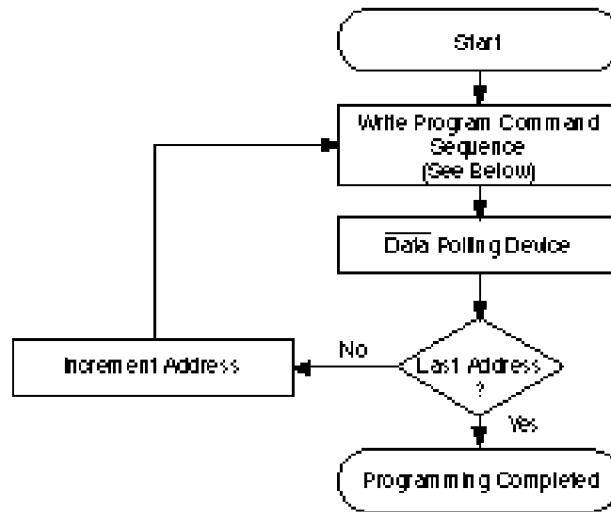 Start
Write Program Command
Sequence
(See Below)
Data Polling Device
Increment Address
No
Last Address
?
Yes
Programming Completed